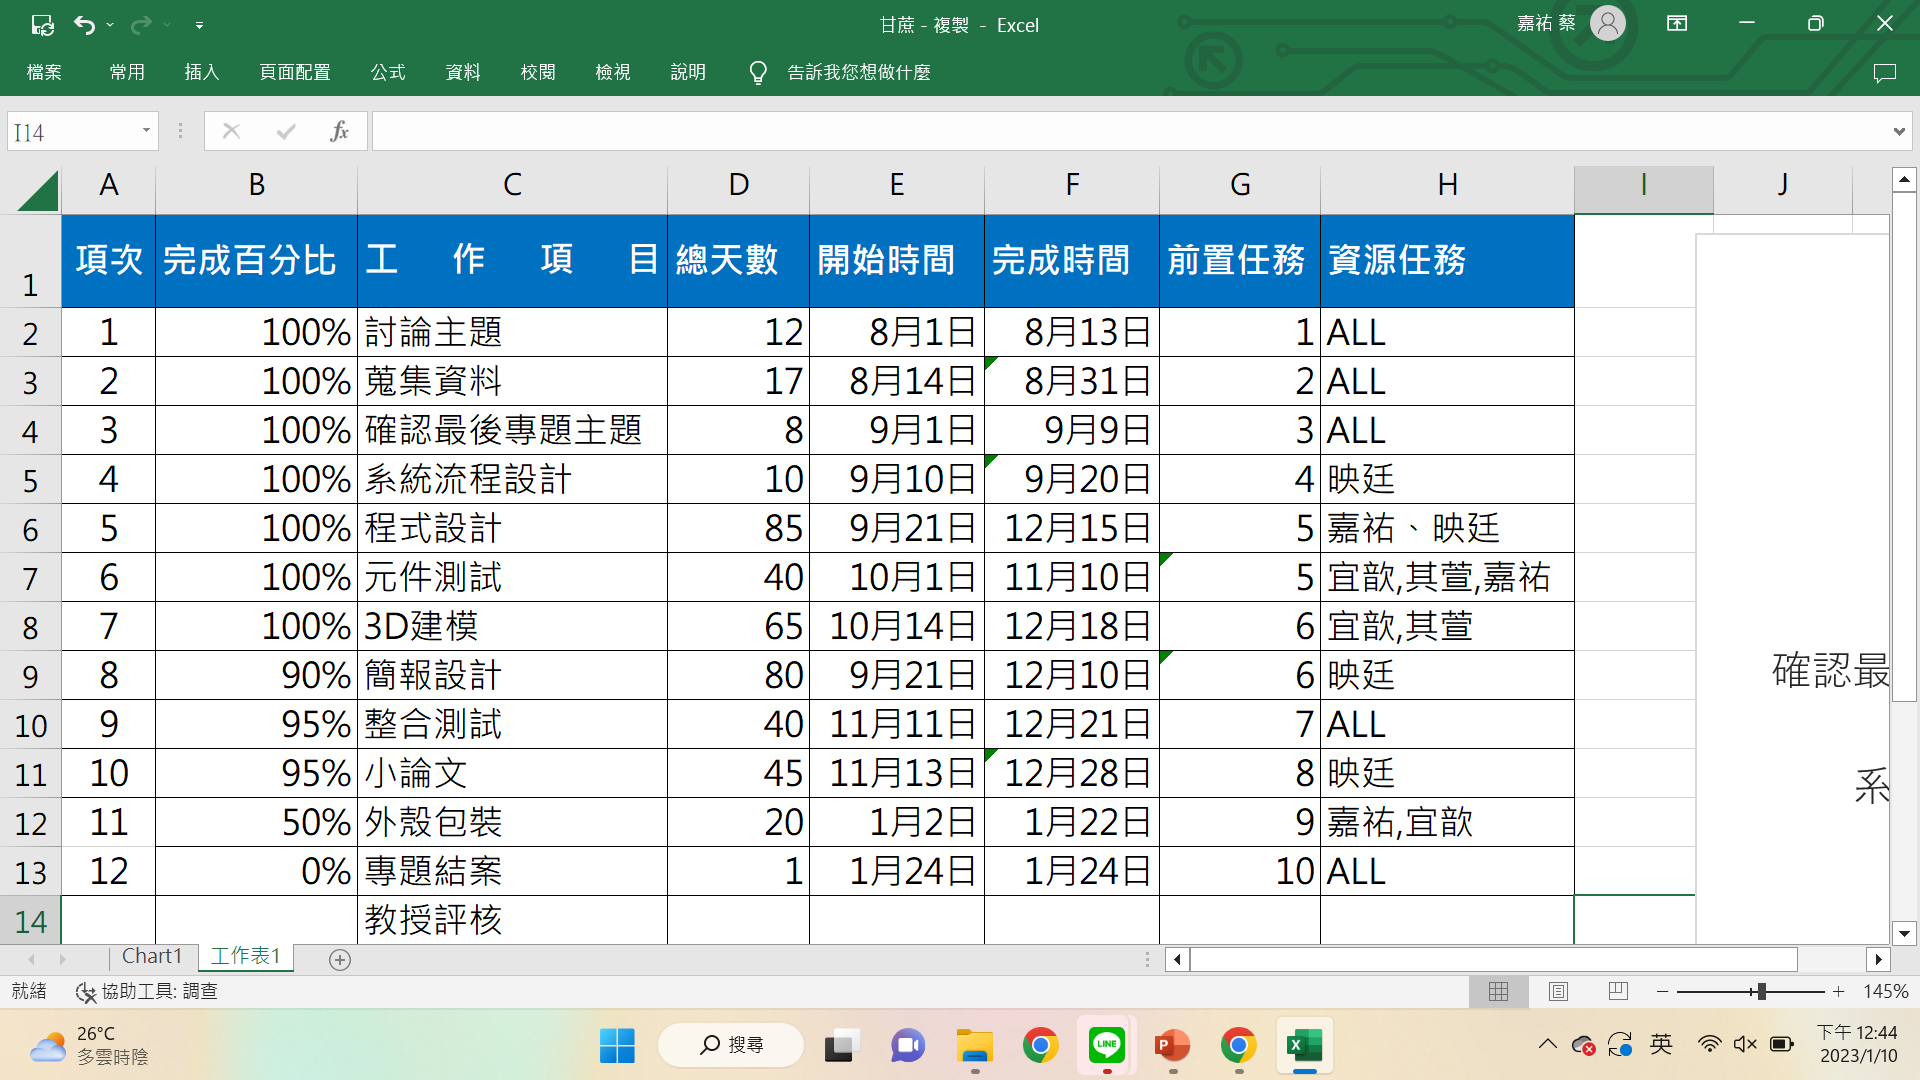 甘蔗 - 複製 - Excel
嘉祐 蔡
檔案 常用 插入 頁面配置 公式 資料 校閱 檢視 說明 告訴我您想做什麼
I14 fx
A B C D E F G H I J
1 項次 完成百分比 工作項目 總天數 開始時間 完成時間 前置任務 資源任務
2 1 100% 討論主題 12 8月1日 8月13日 1 ALL
3 2 100% 蒐集資料 17 8月14日 8月31日 2 ALL
4 3 100% 確認最後專題主題 8 9月1日 9月9日 3 ALL
5 4 100% 系統流程設計 10 9月10日 9月20日 4 映廷
6 5 100% 程式設計 85 9月21日 12月15日 5 嘉祐、映廷
7 6 100% 元件測試 40 10月1日 11月10日 5 宜歆,其萱,嘉祐
8 7 100% 3D建模 65 10月14日 12月18日 6 宜歆,其萱
9 8 90% 簡報設計 80 9月21日 12月10日 6 映廷
確認最
10 9 95% 整合測試 40 11月11日 12月21日 7 ALL
11 10 95% 小論文 45 11月13日 12月28日 8 映廷
系
12 11 50% 外殼包裝 20 1月2日 1月22日 9 嘉祐,宜歆
13 12 0% 專題結案 1 1月24日 1月24日 10 ALL
14 教授評核
Chart1 工作表1
就緒 協助工具: 調查 145%
26°C
多雲時陰
搜尋
LINE
P
X
英
下午 12:44
2023/1/10